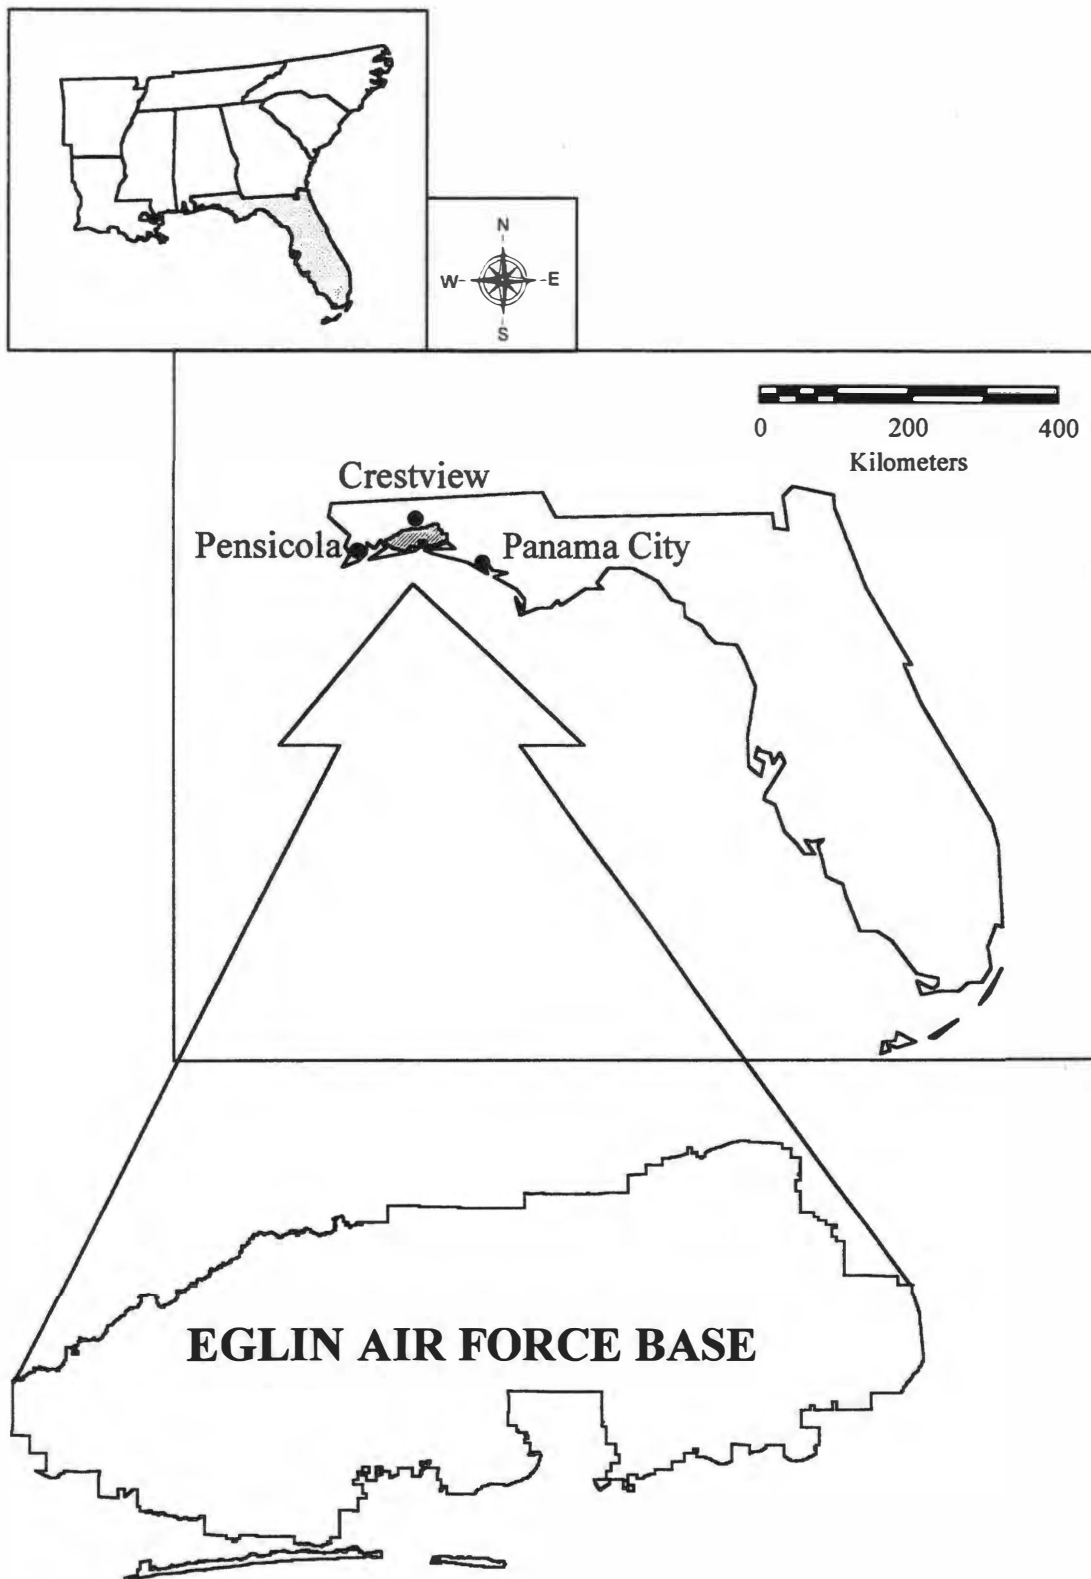 N
W E
S
0 200 400
Kilometers
Crestview
Pensicola
Panama City
EGLIN AIR FORCE BASE